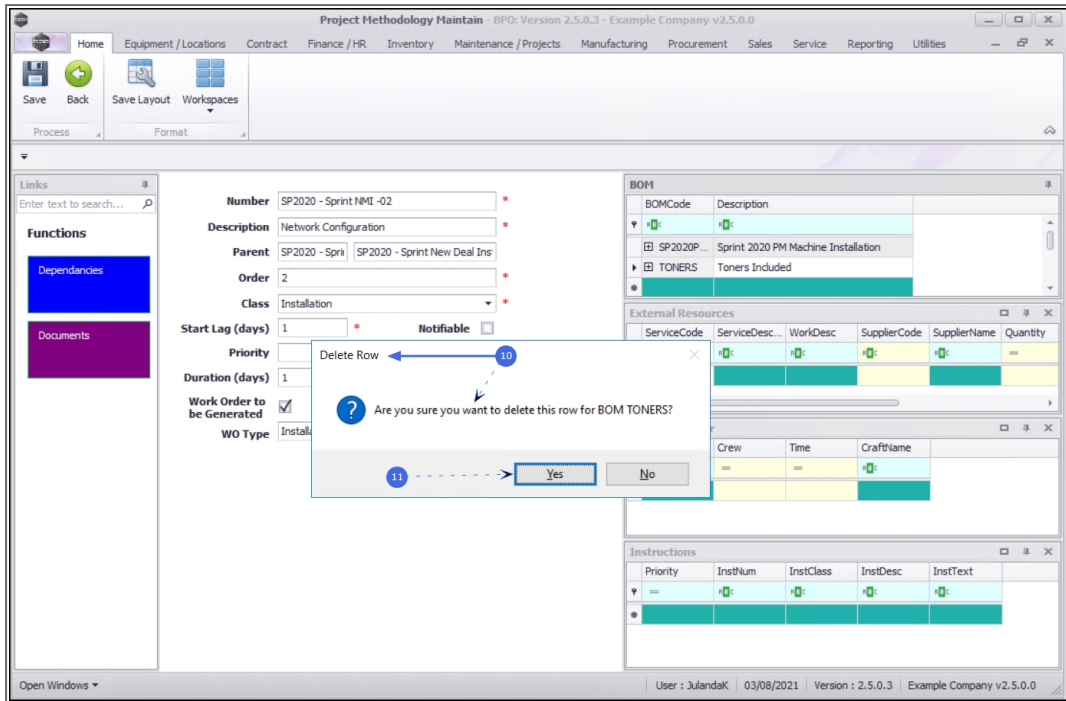 Project Methodology Maintain - BPO: Version 2.5.0.3 - Example Company v2.5.0.0
Home Equipment / Locations Contract Finance / HR Inventory Maintenance / Projects Manufacturing Procurement Sales Service Reporting Utilities
Save Back Save Layout Workspaces
Process Format
Links
Enter text to search...
Functions
Dependancies
Documents
Number SP2020 - Sprint NMI -02 *
Description Network Configuration *
Parent SP2020 - Spri SP2020 - Sprint New Deal Ins
Order 2 *
Class Installation *
Start Lag (days) 1 * Notifiable
Priority
Duration (days) 1
Work Order to
be Generated
WO Type Install
Delete Row 10
Are you sure you want to delete this row for BOM TONERS?
11 Yes No
BOM
BOMCode Description
SP2020P... Sprint 2020 PM Machine Installation
TONERS Toners Included
External Resources
ServiceCode ServiceDesc... WorkDesc SupplierCode SupplierName Quantity
Crew Time CraftName
Instructions
Priority InstNum InstClass InstDesc InstText
Open Windows User : JulandaK 03/08/2021 Version : 2.5.0.3 Example Company v2.5.0.0